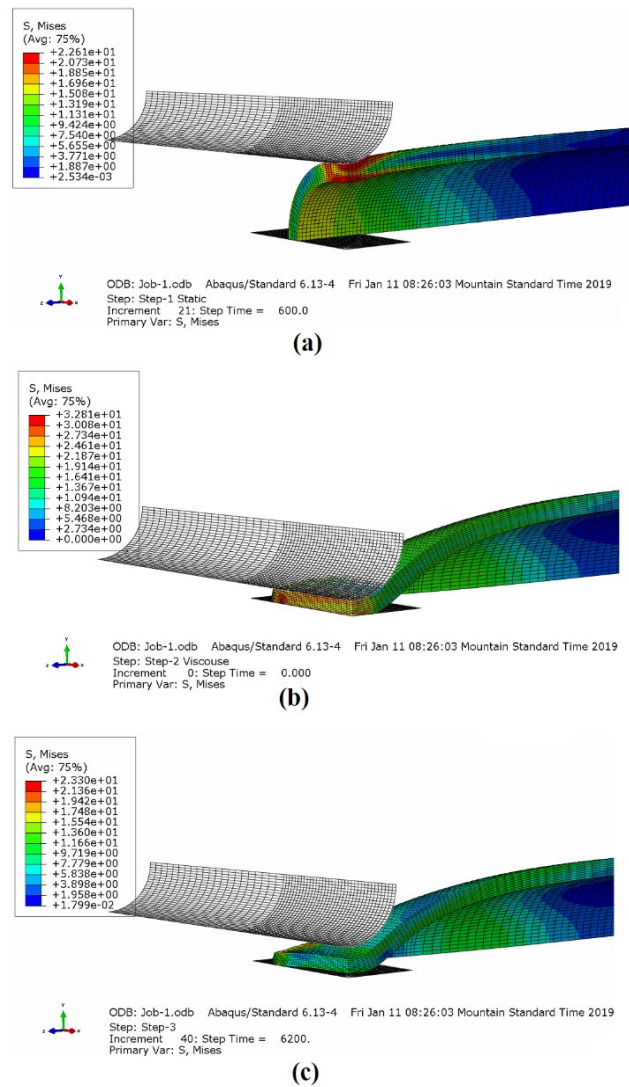 S, Mises
(Avg: 75%)
+2.261e+01
+2.073e+01
+1.885e+01
+1.696e+01
+1.508e+01
+1.319e+01
+1.131e+01
+9.424e+00
+7.540e+00
+5.655e+00
+3.771e+00
+1.887e+00
+2.534e-03
Y
Z
X
ODB: Job-1.odb Abaqus/Standard 6.13-4 Fri Jan 11 08:26:03 Mountain Standard Time 2019
Step: Step-1 Static
Increment 21: Step Time = 600.0
Primary Var: S, Mises
(a)
S, Mises
(Avg: 75%)
+3.281e+01
+3.008e+01
+2.734e+01
+2.461e+01
+2.187e+01
+1.914e+01
+1.641e+01
+1.367e+01
+1.094e+01
+8.203e+00
+5.468e+00
+2.734e+00
+0.000e+00
Y
Z
X
ODB: Job-1.odb Abaqus/Standard 6.13-4 Fri Jan 11 08:26:03 Mountain Standard Time 2019
Step: Step-2 Viscouse
Increment 0: Step Time = 0.000
Primary Var: S, Mises
(b)
S, Mises
(Avg: 75%)
+2.330e+01
+2.136e+01
+1.942e+01
+1.748e+01
+1.554e+01
+1.360e+01
+1.166e+01
+9.719e+00
+7.779e+00
+5.838e+00
+3.898e+00
+1.958e+00
+1.799e-02
Y
Z
X
ODB: Job-1.odb Abaqus/Standard 6.13-4 Fri Jan 11 08:26:03 Mountain Standard Time 2019
Step: Step-3
Increment 40: Step Time = 6200.
Primary Var: S, Mises
(c)